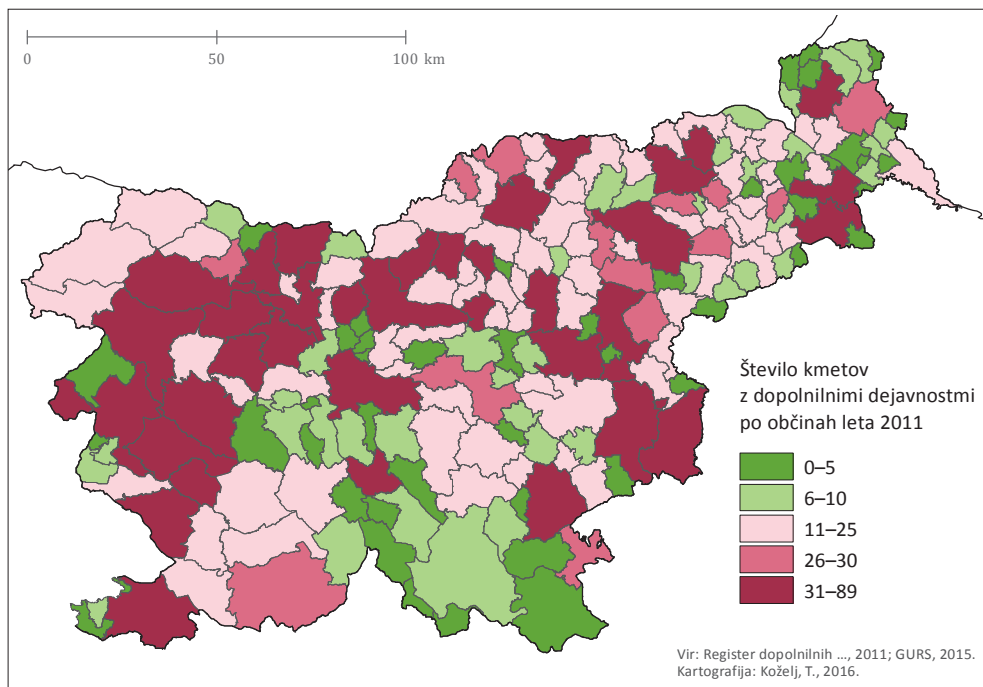 0 50 100 km
Število kmetov
z dopolnilnimi dejavnostmi
po občinah leta 2011
0–5
6–10
11–25
26–30
31–89
Vir: Register dopolnilnih …, 2011; GURS, 2015.
Kartografija: Koželj, T., 2016.